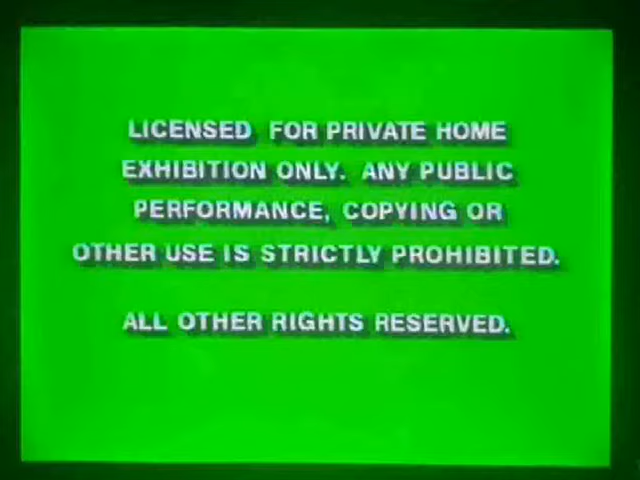 LICENSED FOR PRIVATE HOME
EXHIBITION ONLY. ANY PUBLIC
PERFORMANCE, COPYING OR
OTHER USE IS STRICTLY PROHIBITED.
ALL OTHER RIGHTS RESERVED.